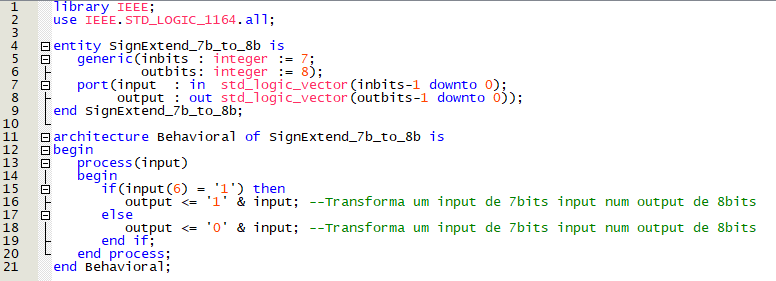 1 library IEEE;
2 use IEEE.STD_LOGIC_1164.all;
3
4 entity SignExtend_7b_to_8b is
5 generic(inbits : integer := 7;
6 outbits: integer := 8);
7 port(input : in std_logic_vector(inbits-1 downto 0);
8 output : out std_logic_vector(outbits-1 downto 0));
9 end SignExtend_7b_to_8b;
10
11 architecture Behavioral of SignExtend_7b_to_8b is
12 begin
13 process(input)
14 begin
15 if(input(6) = '1') then
16 output <= '1' & input; --Transforma um input de 7bits input num output de 8bits
17 else
18 output <= '0' & input; --Transforma um input de 7bits input num output de 8bits
19 end if;
20 end process;
21 end Behavioral;